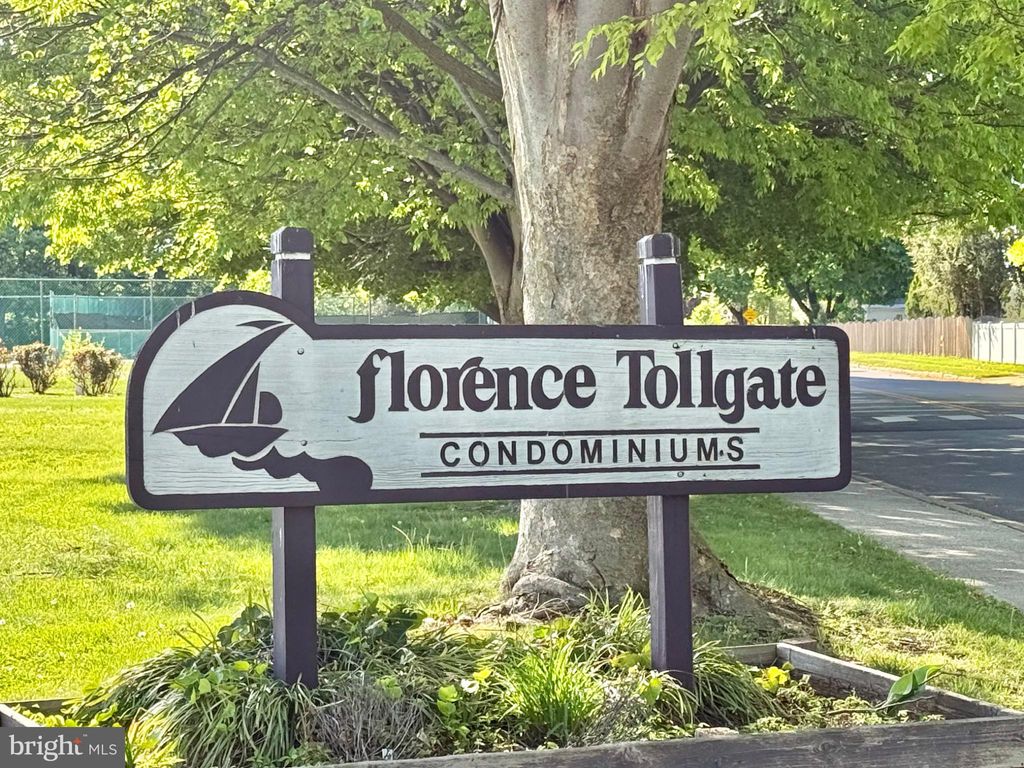 florence Tollgate
CONDOMINIUMS
bright MLS